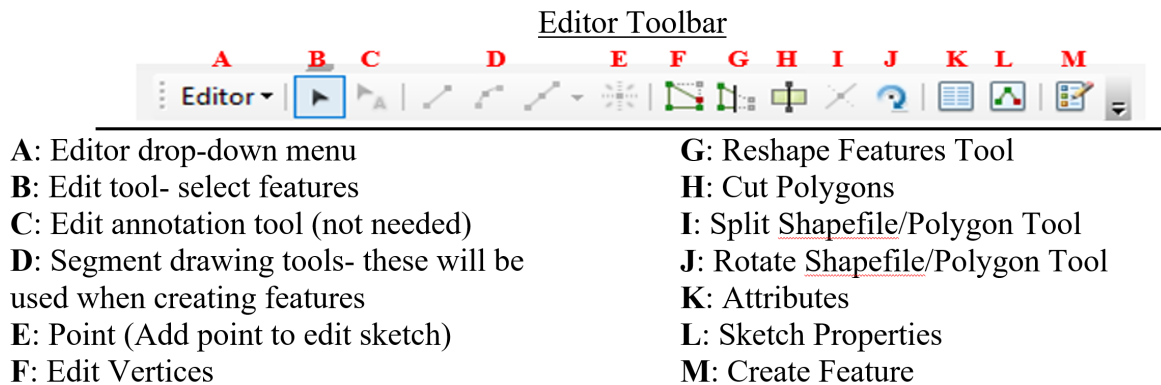 Editor Toolbar
A B C D E F G H I J K L M
Editor
A: Editor drop-down menu
B: Edit tool- select features
C: Edit annotation tool (not needed)
D: Segment drawing tools- these will be
used when creating features
E: Point (Add point to edit sketch)
F: Edit Vertices
G: Reshape Features Tool
H: Cut Polygons
I: Split Shapefile/Polygon Tool
J: Rotate Shapefile/Polygon Tool
K: Attributes
L: Sketch Properties
M: Create Feature